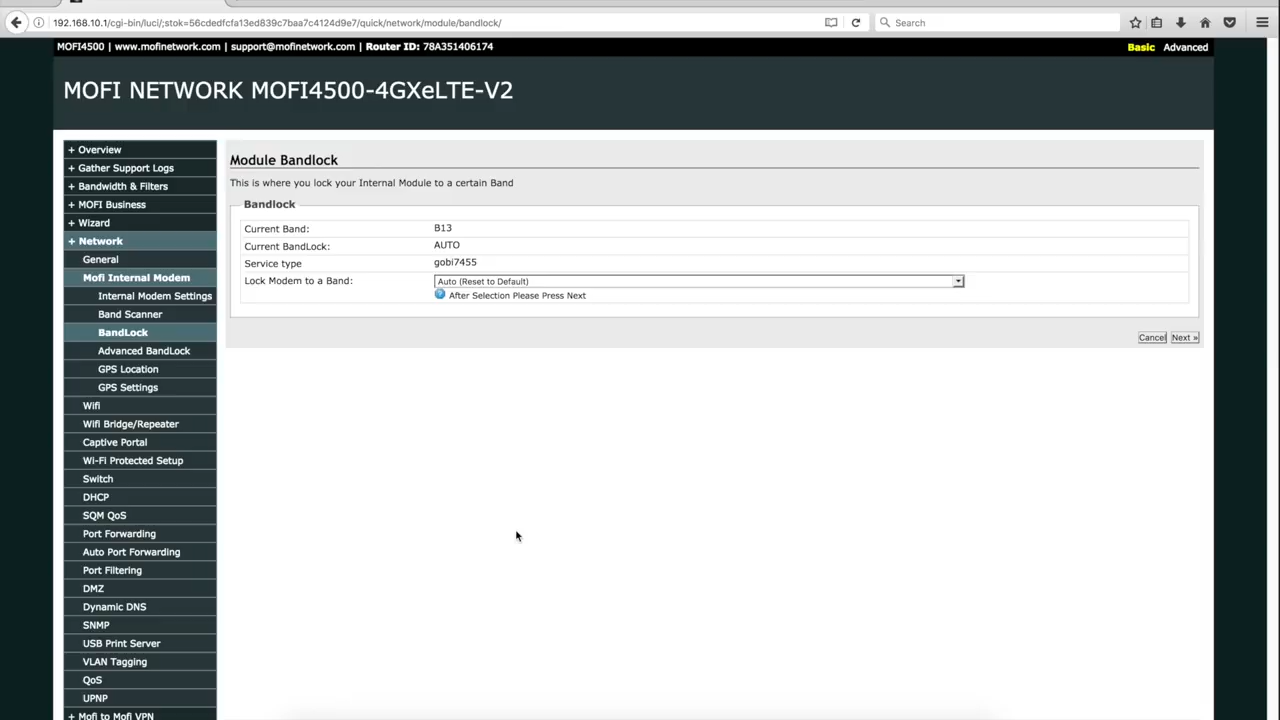 192.168.10.1/cgi-bin/luci/;stok=56cdedfcfa13ed839c7baa7c4124d9e7/quick/network/module/bandlock/
Search
MOFI4500 | www.mofinetwork.com | support@mofinetwork.com | Router ID: 78A351406174
Basic Advanced
MOFI NETWORK MOFI4500-4GXeLTE-V2
+ Overview
+ Gather Support Logs
+ Bandwidth & Filters
+ MOFI Business
+ Wizard
+ Network
General
Mofi Internal Modem
Internal Modem Settings
Band Scanner
BandLock
Advanced BandLock
GPS Location
GPS Settings
Wifi
Wifi Bridge/Repeater
Captive Portal
Wi-Fi Protected Setup
Switch
DHCP
SQM QoS
Port Forwarding
Auto Port Forwarding
Port Filtering
DMZ
Dynamic DNS
SNMP
USB Print Server
VLAN Tagging
QoS
UPNP
+ Mofi to Mofi VPN
Module Bandlock
This is where you lock your Internal Module to a certain Band
Bandlock
Current Band: B13
Current BandLock: AUTO
Service type gobi7455
Lock Modem to a Band: Auto (Reset to Default)
After Selection Please Press Next
Cancel Next »